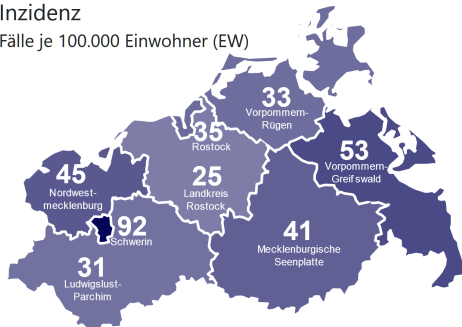 Inzidenz
Fälle je 100.000 Einwohner (EW)
33
Vorpommern-
Rügen
35
Rostock
53
Vorpommern-
Greifswald
45
Nordwest-
mecklenburg
25
Landkreis
Rostock
92
Schwerin
41
Mecklenburgische
Seenplatte
31
Ludwigslust-
Parchim